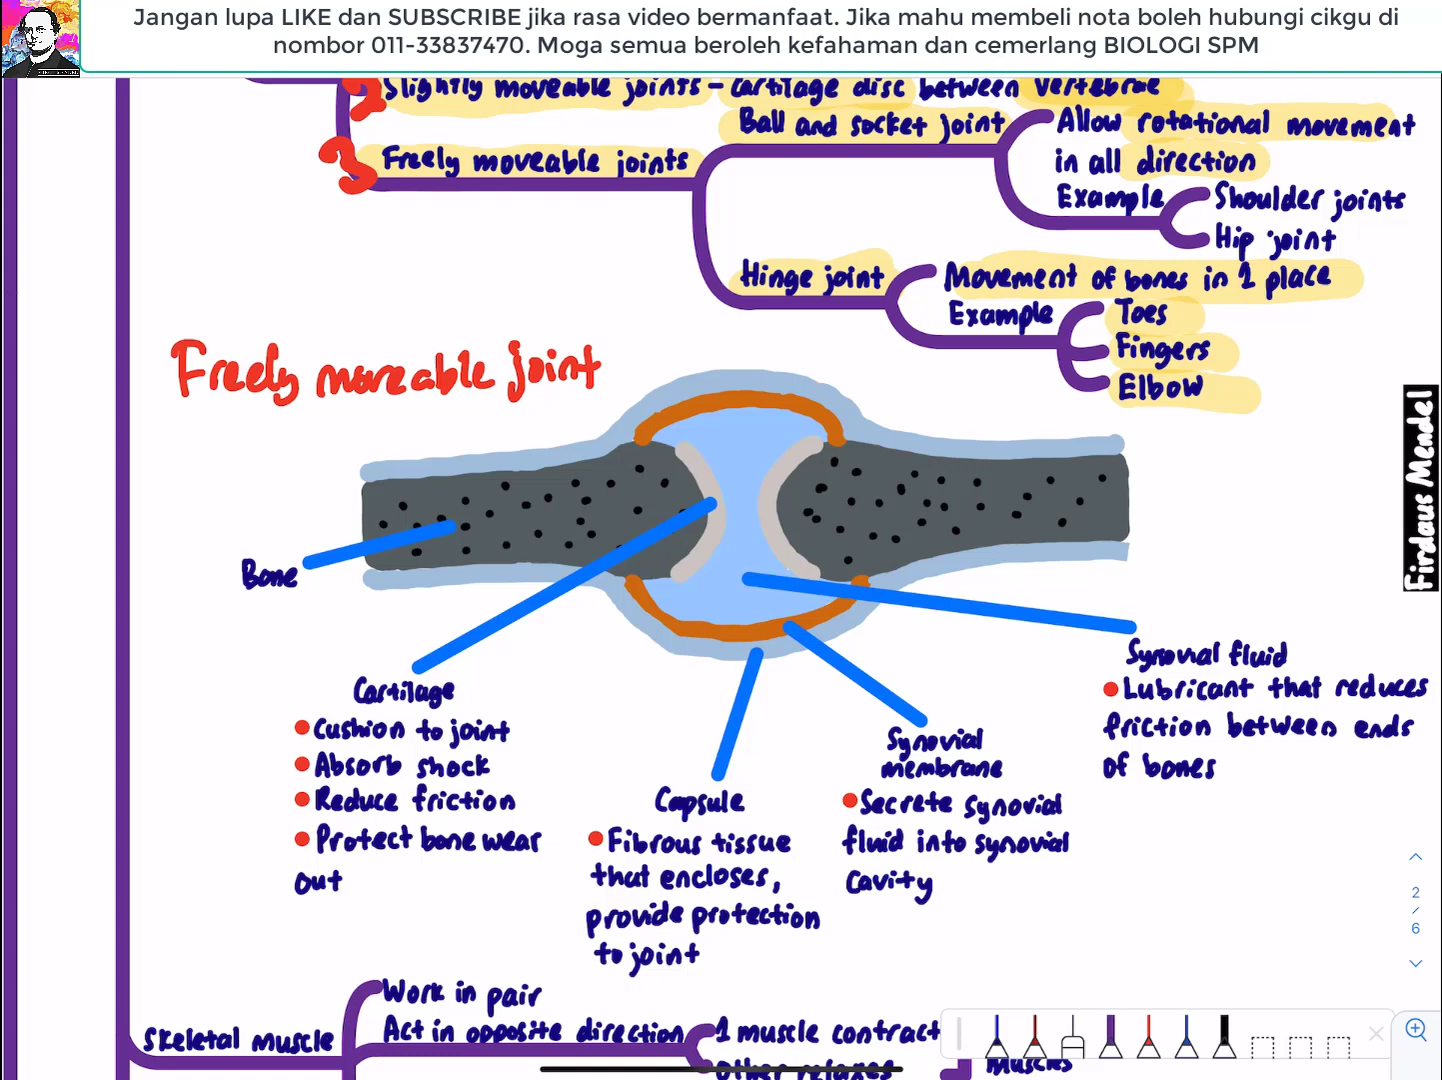 Jangan lupa LIKE dan SUBSCRIBE jika rasa video bermanfaat. Jika mahu membeli nota boleh hubungi cikgu di
nombor 011-33837470. Moga semua beroleh kefahaman dan cemerlang BIOLOGI SPM
Slightly moveable joints - cartilage disc between vertebrae
3
Freely moveable joints
Ball and socket joint
Allow rotational movement
in all direction
Example
Shoulder joints
Hip joint
Hinge joint
Movement of bones in 1 place
Example
Toes
Fingers
Elbow
Freely moveable joint
Firdaus Mendel
Bone
Cartilage
Cushion to joint
Absorb shock
Reduce friction
Protect bone wear
out
Capsule
Fibrous tissue
that encloses,
provide protection
to joint
Synovial
membrane
Secrete synovial
fluid into synovial
cavity
Synovial fluid
Lubricant that reduces
friction between ends
of bones
2
/
6
Skeletal muscle
Work in pair
Act in opposite direction
1 muscle contract
other relaxes
Muscles